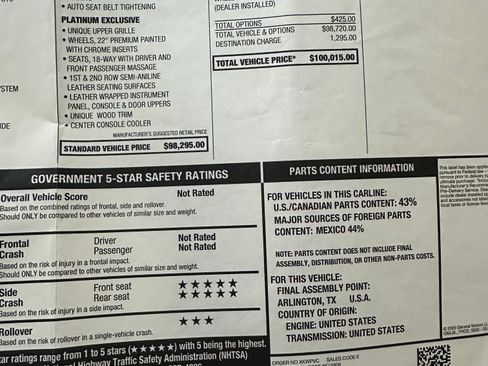 • AUTO SEAT BELT TIGHTENING
PLATINUM EXCLUSIVE
• UNIQUE UPPER GRILLE
• WHEELS, 22" PREMIUM PAINTED
WITH CHROME INSERTS
• SEATS, 18-WAY WITH DRIVER AND
FRONT PASSENGER MASSAGE
• 1ST & 2ND ROW SEMI-ANILINE
LEATHER SEATING SURFACES
• LEATHER WRAPPED INSTRUMENT
PANEL, CONSOLE & DOOR UPPERS
• UNIQUE WOOD TRIM
• CENTER CONSOLE COOLER
MANUFACTURER'S SUGGESTED RETAIL PRICE
STANDARD VEHICLE PRICE $98,295.00
(DEALER INSTALLED)
TOTAL OPTIONS $425.00
TOTAL VEHICLE & OPTIONS $98,720.00
DESTINATION CHARGE 1,295.00
TOTAL VEHICLE PRICE* $100,015.00
GOVERNMENT 5-STAR SAFETY RATINGS
Overall Vehicle Score Not Rated
Based on the combined ratings of frontal, side and rollover.
Should ONLY be compared to other vehicles of similar size and weight.
Frontal Driver Not Rated
Crash Passenger Not Rated
Based on the risk of injury in a frontal impact.
Should ONLY be compared to other vehicles of similar size and weight.
Side Front seat ★★★★★
Crash Rear seat ★★★★★
Based on the risk of injury in a side impact.
Rollover ★★★
Based on the risk of rollover in a single-vehicle crash.
tar ratings range from 1 to 5 stars (★★★★★) with 5 being the highest.
Highway Traffic Safety Administration (NHTSA)
PARTS CONTENT INFORMATION
FOR VEHICLES IN THIS CARLINE:
U.S./CANADIAN PARTS CONTENT: 43%
MAJOR SOURCES OF FOREIGN PARTS
CONTENT: MEXICO 44%
NOTE: PARTS CONTENT DOES NOT INCLUDE FINAL
ASSEMBLY, DISTRIBUTION, OR OTHER NON-PARTS COSTS.
FOR THIS VEHICLE:
FINAL ASSEMBLY POINT:
ARLINGTON, TX U.S.A.
COUNTRY OF ORIGIN:
ENGINE: UNITED STATES
TRANSMISSION: UNITED STATES
ORDER NO XKWPVC SALES CODE E